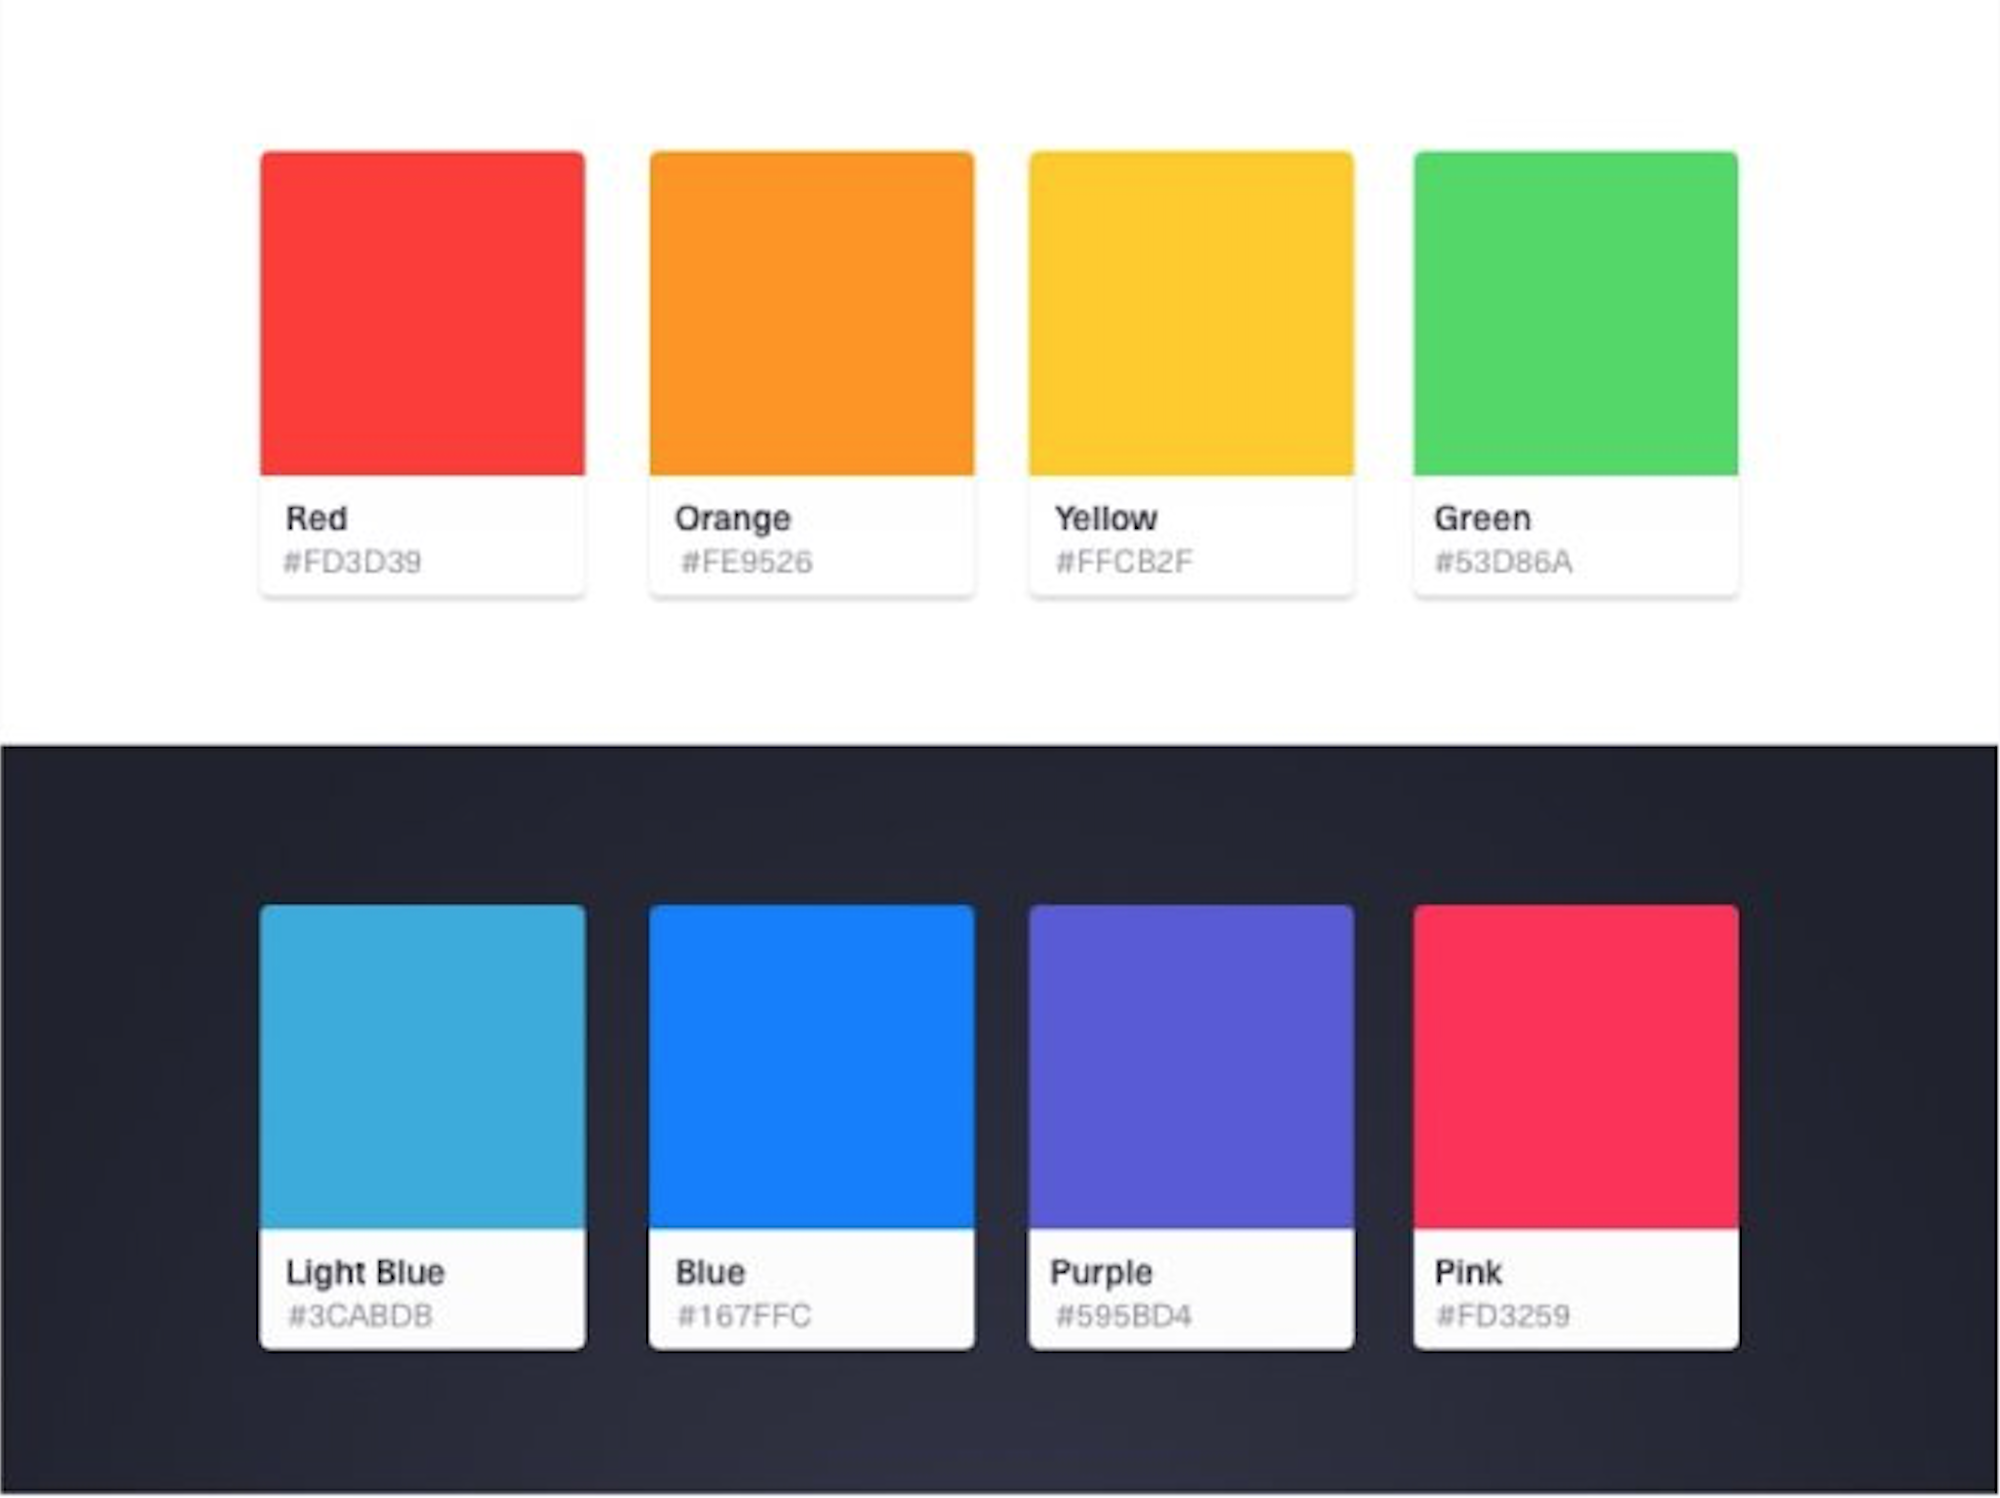 Red
#FD3D39
Orange
#FE9526
Yellow
#FFCB2F
Green
#53D86A
Light Blue
#3CABDB
Blue
#167FFC
Purple
#595BD4
Pink
#FD3259